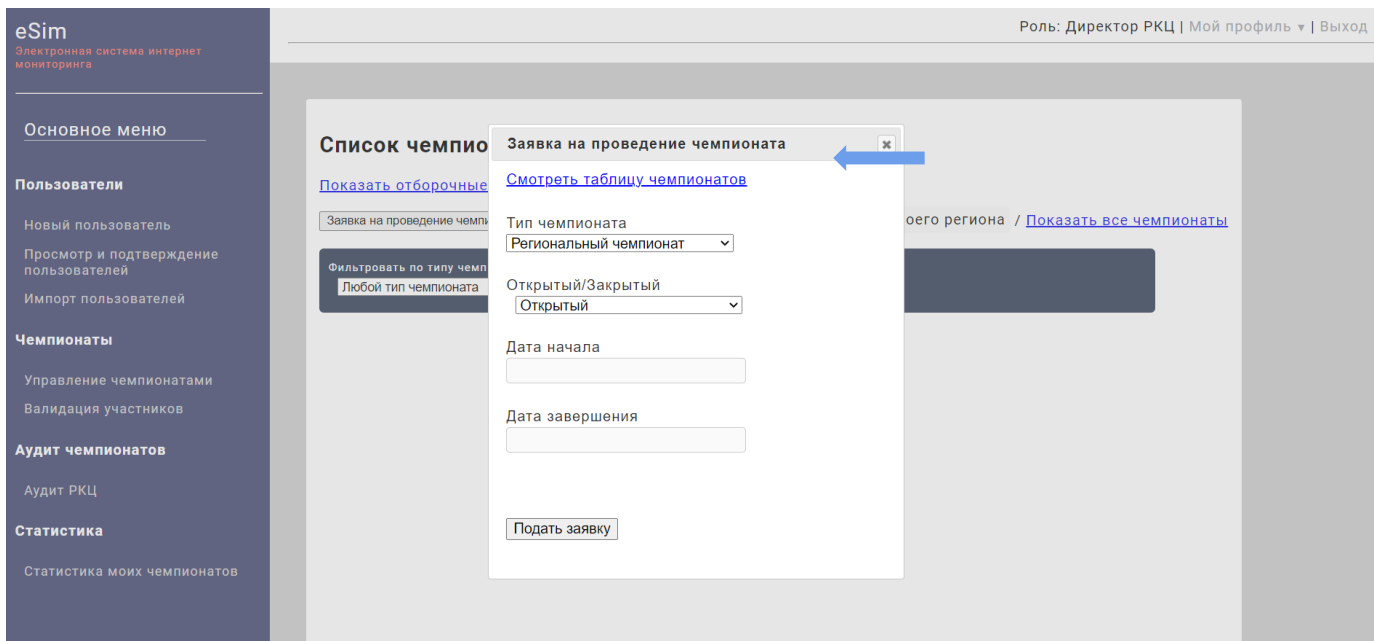 eSim
Электронная система интернет
мониторинга
Роль: Директор РКЦ | Мой профиль ▾ | Выход
Основное меню
Пользователи
Новый пользователь
Просмотр и подтверждение
пользователей
Импорт пользователей
Чемпионаты
Управление чемпионатами
Валидация участников
Аудит чемпионатов
Аудит РКЦ
Статистика
Статистика моих чемпионатов
Список чемпио
Показать отборочные
Заявка на проведение чемпи
оего региона / Показать все чемпионаты
Фильтровать по типу чемп
Любой тип чемпионата
Заявка на проведение чемпионата
Смотреть таблицу чемпионатов
Тип чемпионата
Региональный чемпионат
Открытый/Закрытый
Открытый
Дата начала
Дата завершения
Подать заявку